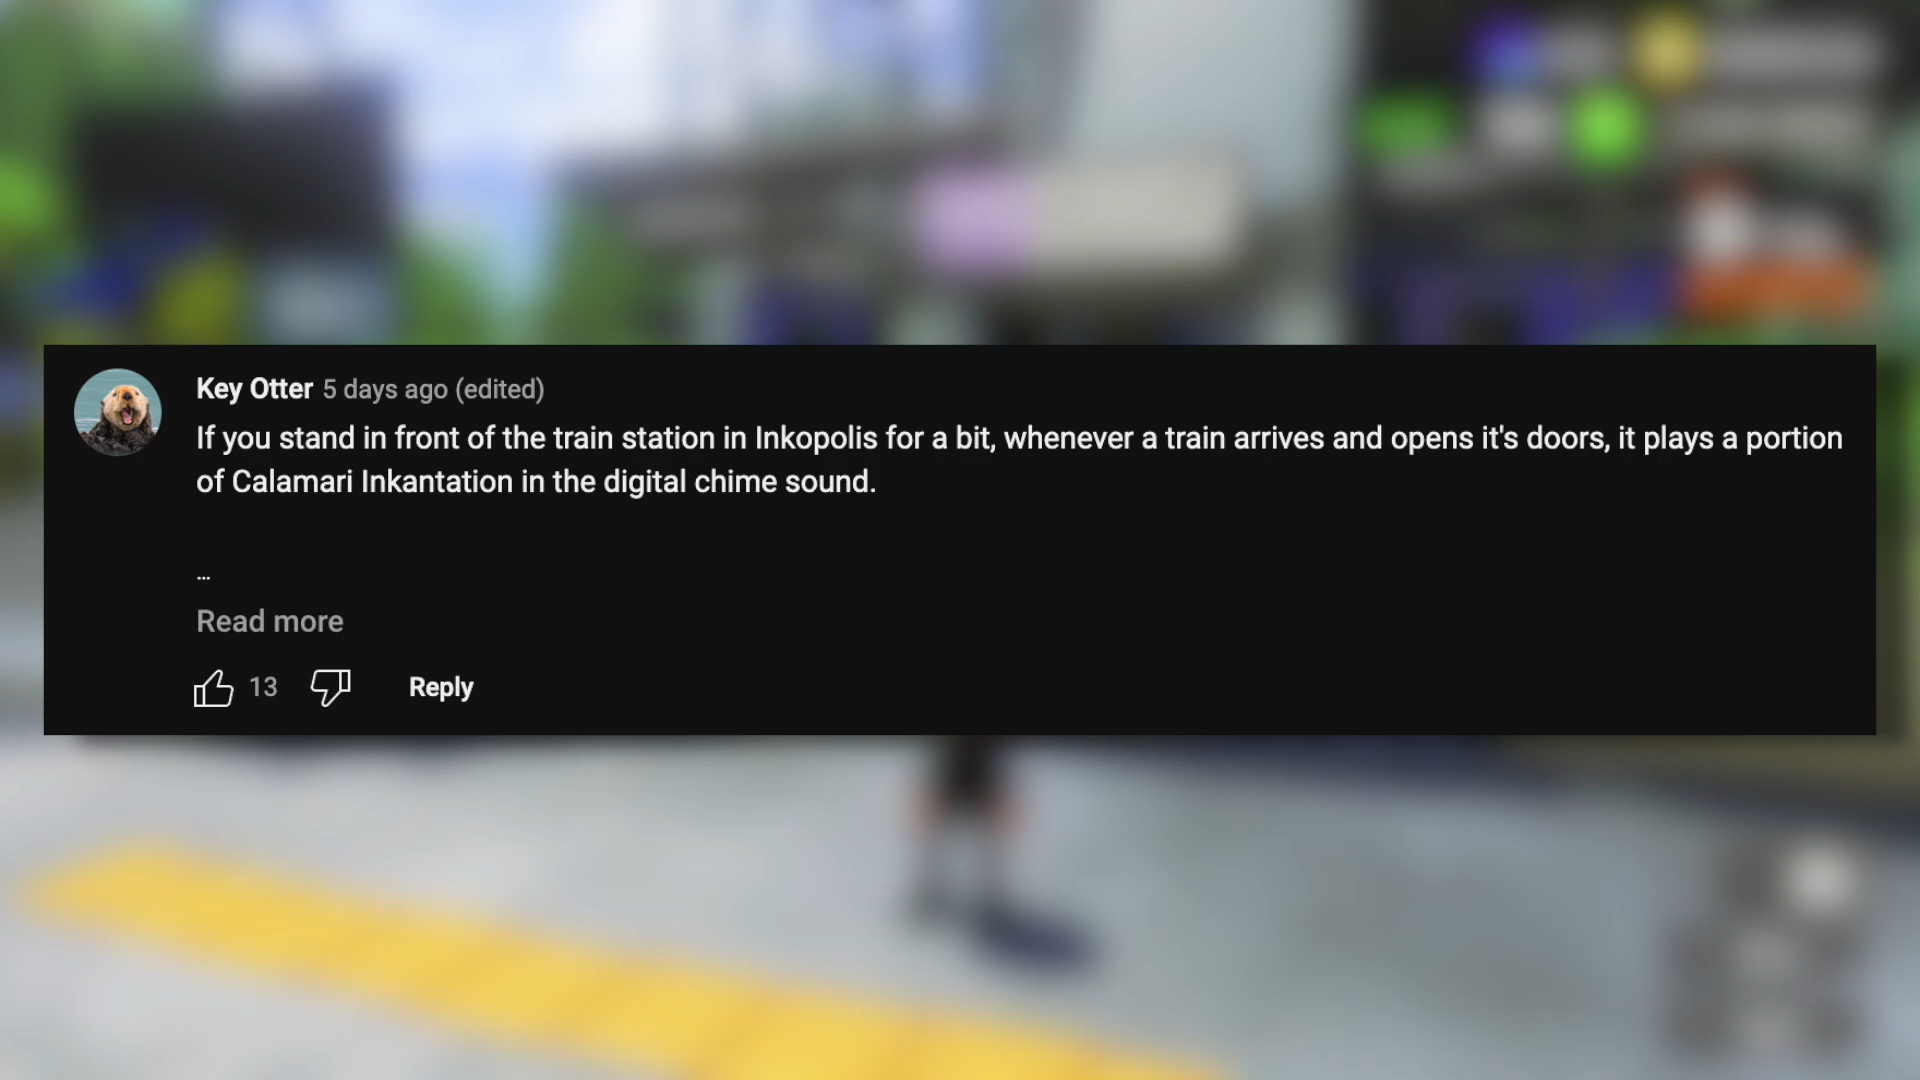 Key Otter 5 days ago (edited)
If you stand in front of the train station in Inkopolis for a bit, whenever a train arrives and opens it's doors, it plays a portion
of Calamari Inkantation in the digital chime sound.
...
Read more
13 Reply